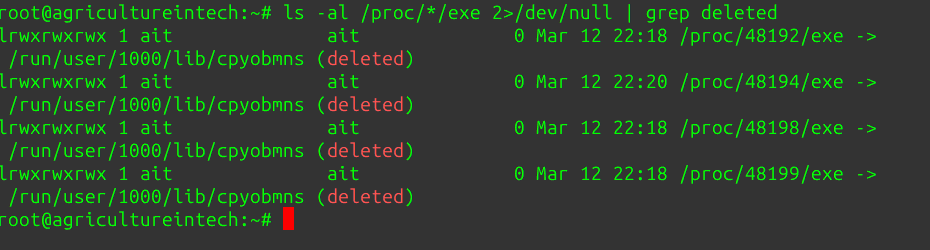 root@agricultureintech:~# ls -al /proc/*/exe 2>/dev/null | grep deleted
lrwxrwxrwx 1 ait ait 0 Mar 12 22:18 /proc/48192/exe ->
/run/user/1000/lib/cpyobmns (deleted)
lrwxrwxrwx 1 ait ait 0 Mar 12 22:20 /proc/48194/exe ->
/run/user/1000/lib/cpyobmns (deleted)
lrwxrwxrwx 1 ait ait 0 Mar 12 22:18 /proc/48198/exe ->
/run/user/1000/lib/cpyobmns (deleted)
lrwxrwxrwx 1 ait ait 0 Mar 12 22:18 /proc/48199/exe ->
/run/user/1000/lib/cpyobmns (deleted)
root@agricultureintech:~#